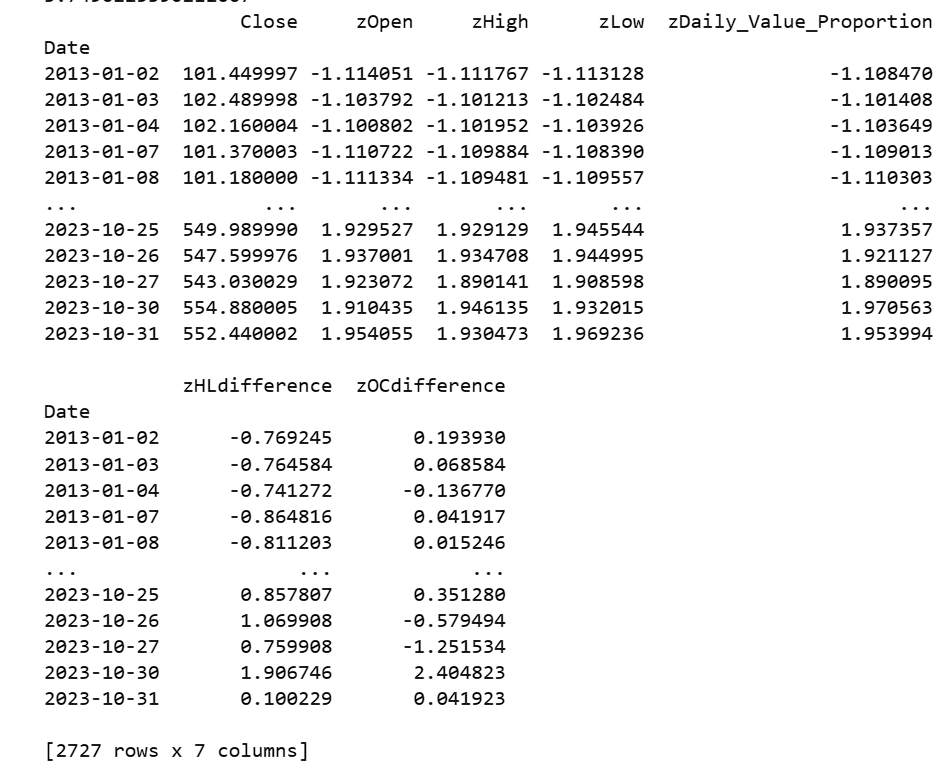 Close     zOpen     zHigh      zLow  zDaily_Value_Proportion
Date
2013-01-02  101.449997 -1.114051 -1.111767 -1.113128                -1.108470
2013-01-03  102.489998 -1.103792 -1.101213 -1.102484                -1.101408
2013-01-04  102.160004 -1.100802 -1.101952 -1.103926                -1.103649
2013-01-07  101.370003 -1.110722 -1.109884 -1.108390                -1.109013
2013-01-08  101.180000 -1.111334 -1.109481 -1.109557                -1.110303
...                ...       ...       ...       ...                      ...
2023-10-25  549.989990  1.929527  1.929129  1.945544                 1.937357
2023-10-26  547.599976  1.937001  1.934708  1.944995                 1.921127
2023-10-27  543.030029  1.923072  1.890141  1.908598                 1.890095
2023-10-30  554.880005  1.910435  1.946135  1.932015                 1.970563
2023-10-31  552.440002  1.954055  1.930473  1.969236                 1.953994
            zHLdifference  zOCdifference
Date
2013-01-02      -0.769245       0.193930
2013-01-03      -0.764584       0.068584
2013-01-04      -0.741272      -0.136770
2013-01-07      -0.864816       0.041917
2013-01-08      -0.811203       0.015246
...                   ...            ...
2023-10-25       0.857807       0.351280
2023-10-26       1.069908      -0.579494
2023-10-27       0.759908      -1.251534
2023-10-30       1.906746       2.404823
2023-10-31       0.100229       0.041923
[2727 rows x 7 columns]